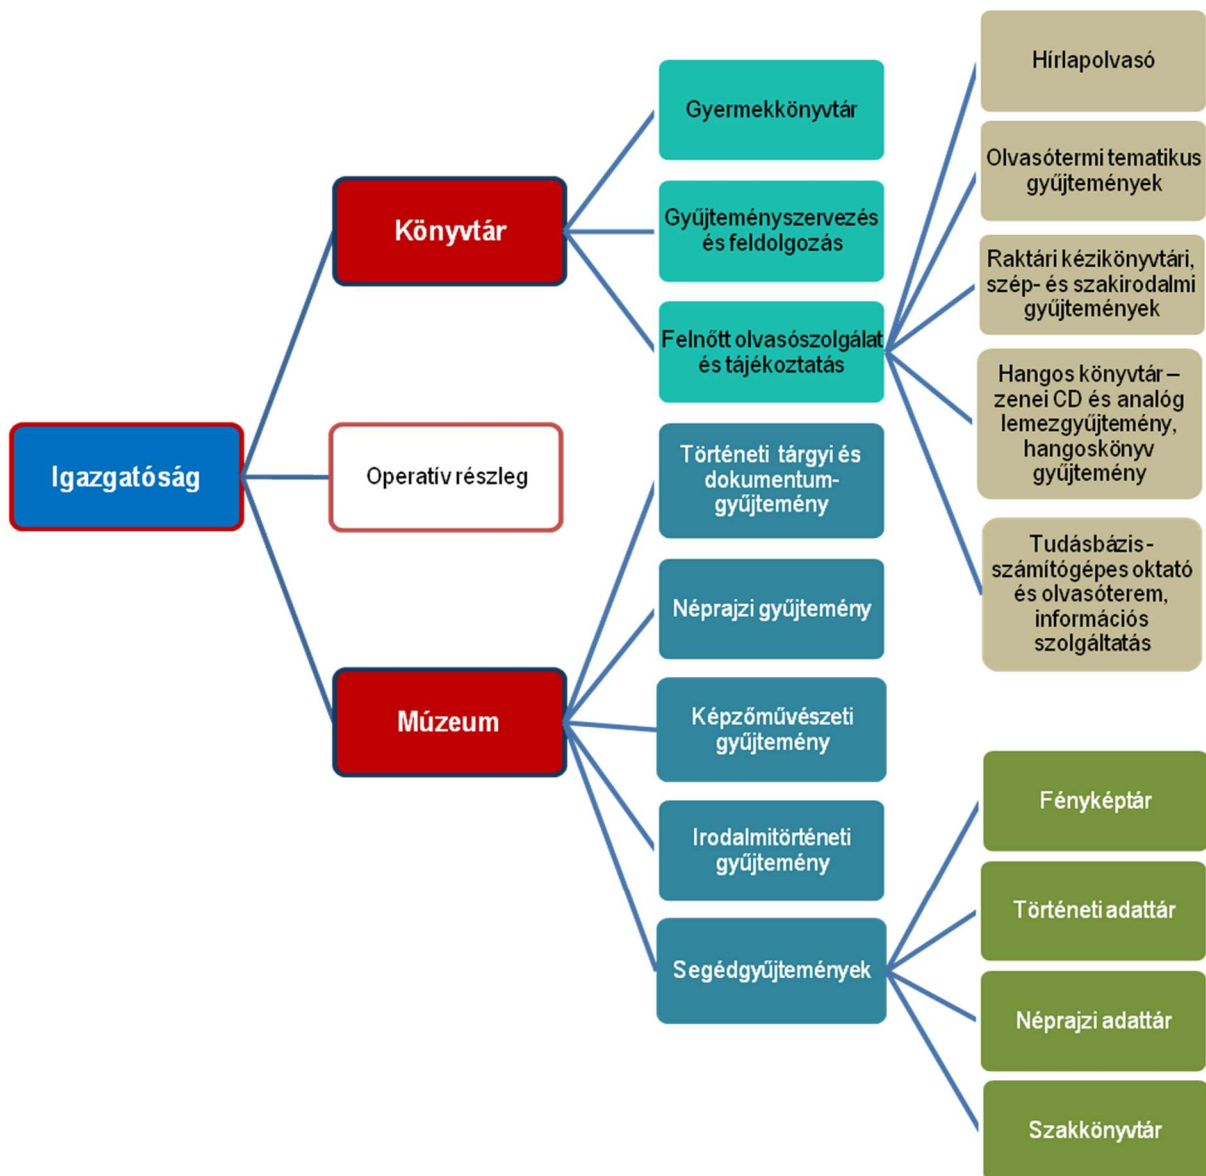 Igazgatóság
Könyvtár
Operatív részleg
Múzeum
Gyermekkönyvtár
Gyűjteményszervezés
és feldolgozás
Felnőtt olvasószolgálat
és tájékoztatás
Történeti tárgyi és
dokumentum-
gyűjtemény
Néprajzi gyűjtemény
Képzőművészeti
gyűjtemény
Irodalmitörténeti
gyűjtemény
Segédgyűjtemények
Hírlapolvasó
Olvasótermi tematikus
gyűjtemények
Raktári kézikönyvtári,
szép- és szakirodalmi
gyűjtemények
Hangos könyvtár –
zenei CD és analóg
lemezgyűjtemény,
hangoskönyv
gyűjtemény
Tudásbázis-
számítógépes oktató
és olvasóterem,
információs
szolgáltatás
Fényképtár
Történeti adattár
Néprajzi adattár
Szakkönyvtár